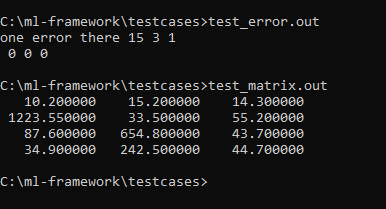 C:\ml-framework\testcases>test_error.out
one error there 15 3 1
0 0 0
C:\ml-framework\testcases>test_matrix.out
10.200000 15.200000 14.300000
1223.550000 33.500000 55.200000
87.600000 654.800000 43.700000
34.900000 242.500000 44.700000
C:\ml-framework\testcases>